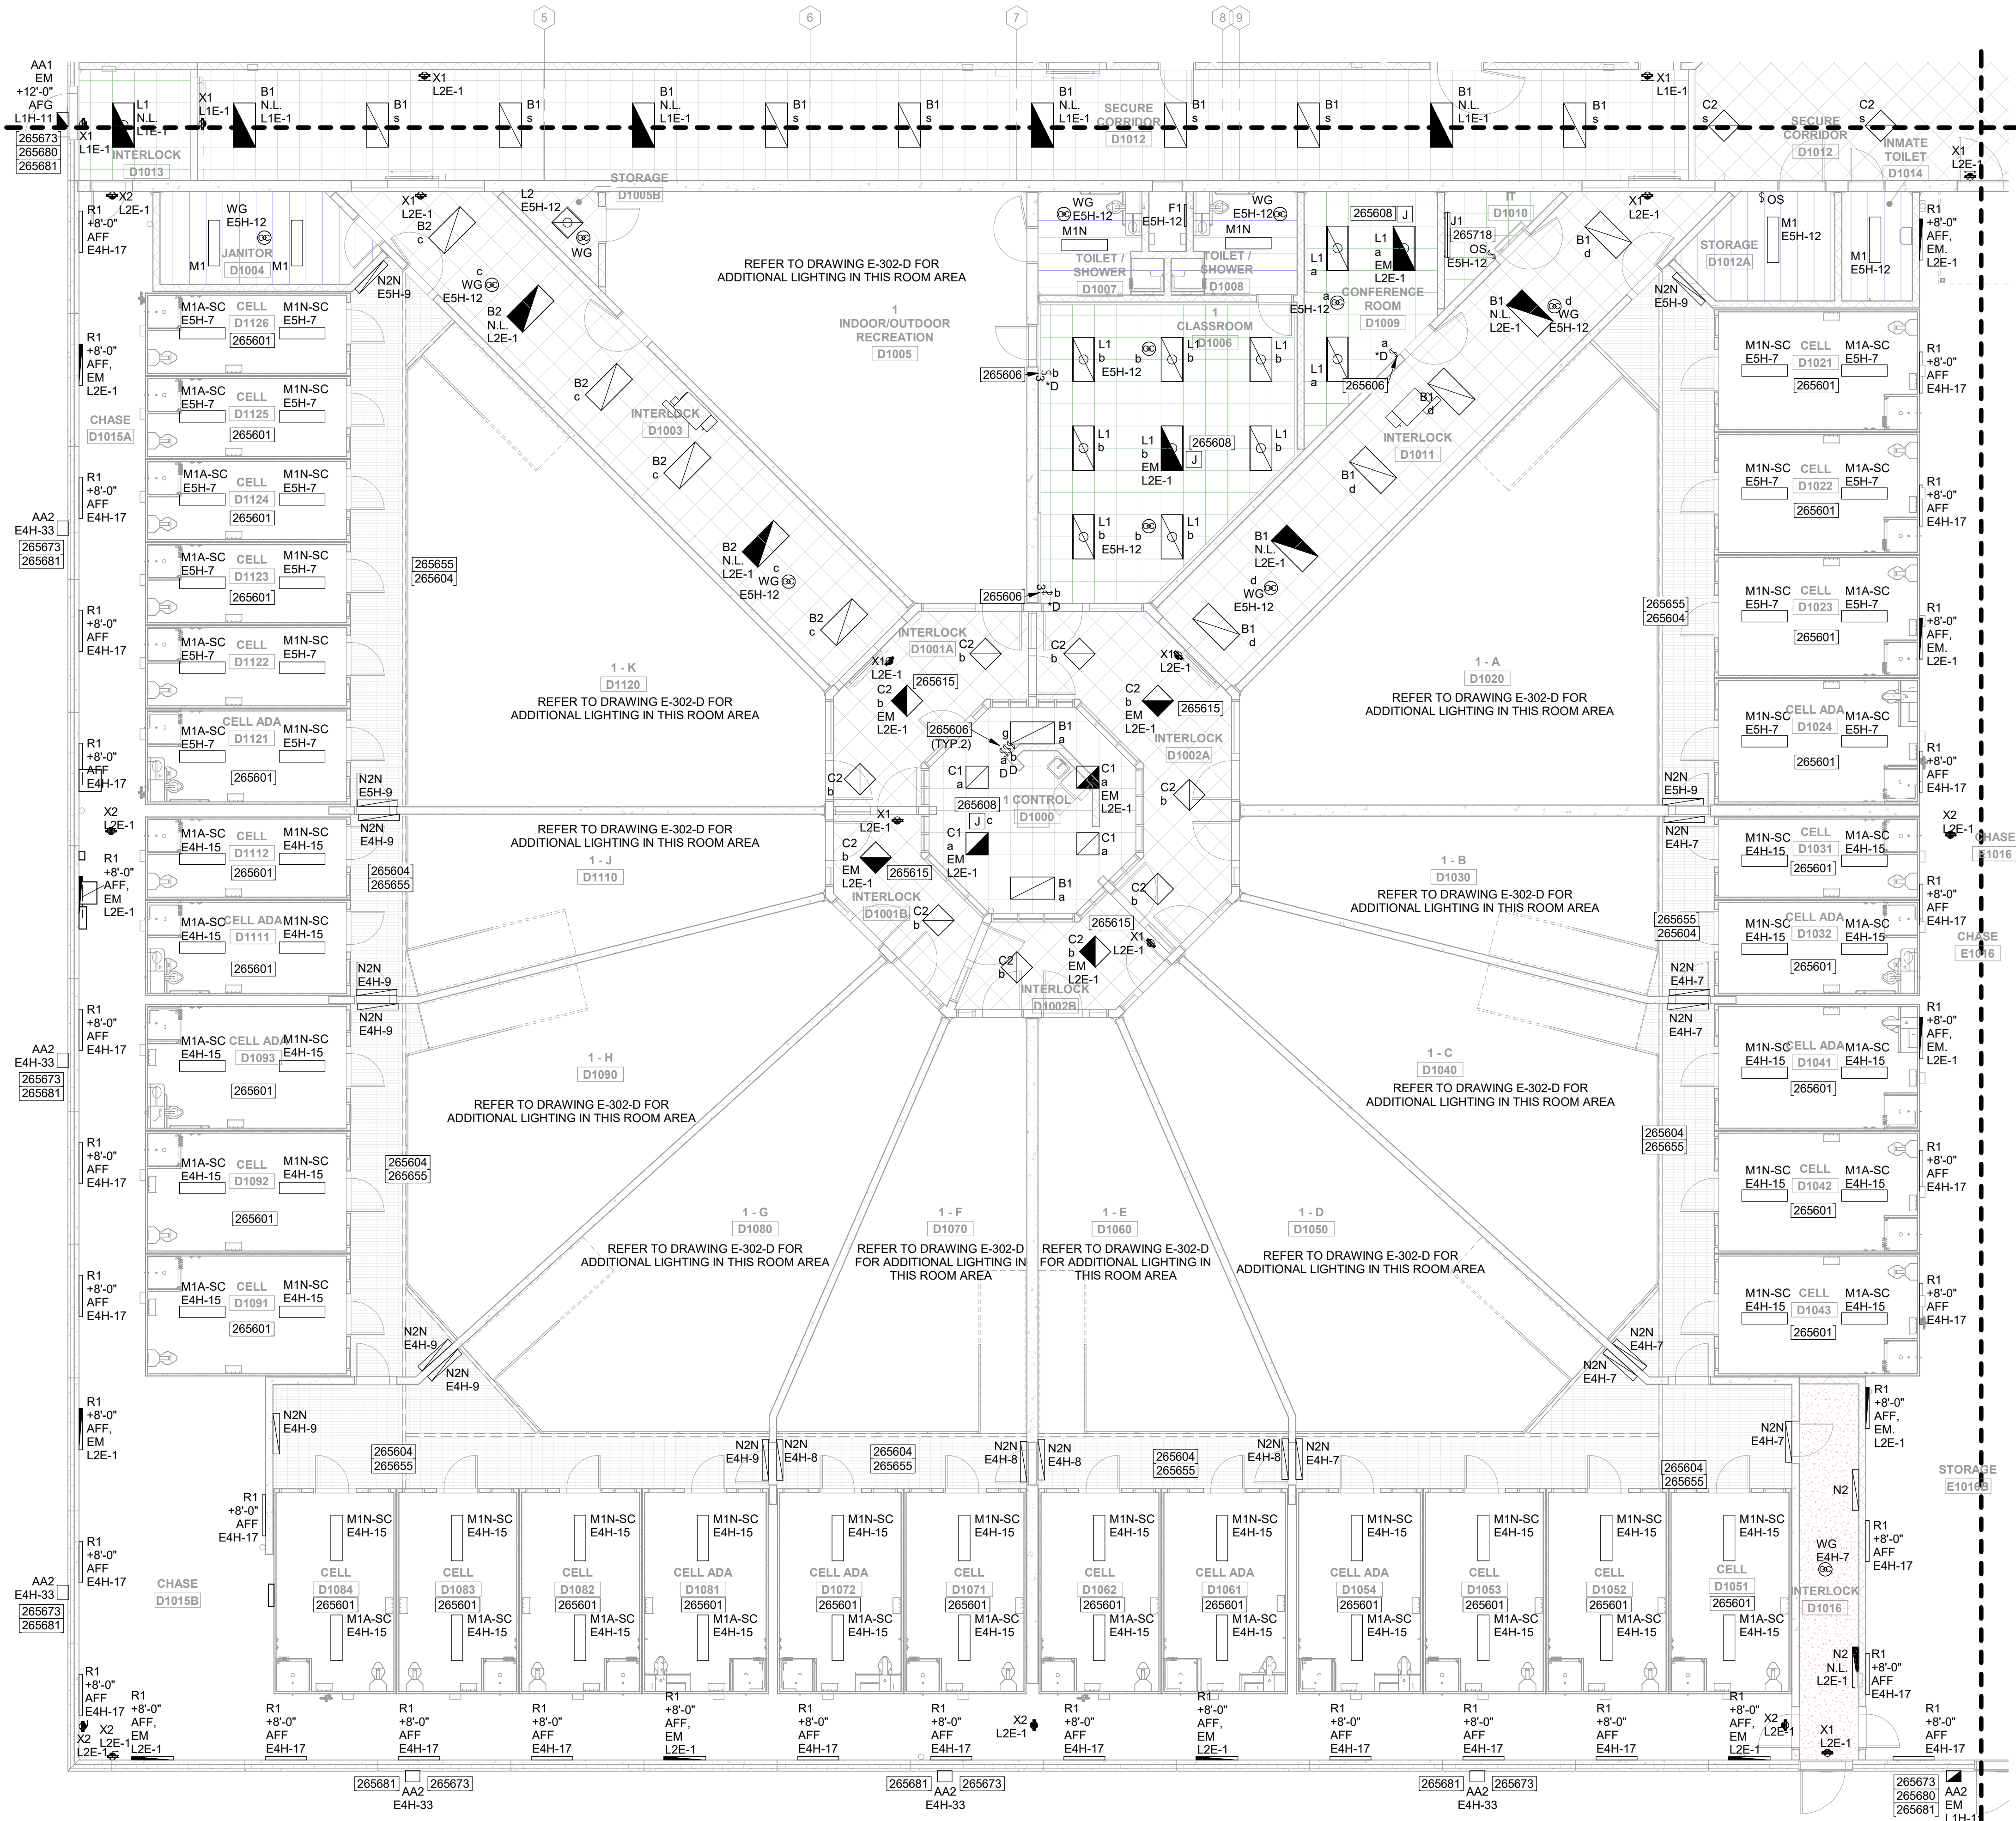 5
6
7
8
9
AA1
EM
+12'-0"
AFG
L1H-11
265673
265680
265681
X1
L1E-1
L1
N.L.
L1E-1
INTERLOCK
D1013
X1
L1E-1
B1
N.L.
L1E-1
B1
s
X1
L2E-1
B1
s
B1
N.L.
L1E-1
B1
s
B1
s
B1
N.L.
L1E-1
SECURE
CORRIDOR
D1012
B1
s
B1
s
B1
N.L.
L1E-1
B1
s
X1
L1E-1
C2
s
C2
s
SECURE
CORRIDOR
D1012
INMATE
TOILET
D1014
X1
L2E-1
X2
L2E-1
R1
+8'-0"
AFF
E4H-17
WG
E5H-12
JANITOR
D1004
M1
M1
X1
L2E-1
B2
c
L2
E5H-12
STORAGE
D1005B
WG
N2N
E5H-9
c
WG
E5H-12
B2
N.L.
L2E-1
REFER TO DRAWING E-302-D FOR
ADDITIONAL LIGHTING IN THIS ROOM AREA
1
INDOOR/OUTDOOR
RECREATION
D1005
WG
E5H-12
M1N
TOILET /
SHOWER
D1007
F1
E5H-12
WG
E5H-12
M1N
TOILET /
SHOWER
D1008
265608
J
L1
a
L1
a
EM
L2E-1
CONFERENCE
ROOM
D1009
a
E5H-12
J1
265718
OS
E5H-12
IT
D1010
L1
a
a
*D
265606
X1
L2E-1
B1
d
B1
N.L.
L2E-1
d
WG
E5H-12
N2N
E5H-9
STORAGE
D1012A
OS
M1
E5H-12
M1
E5H-12
R1
+8'-0"
AFF,
EM.
L2E-1
1
CLASSROOM
D1006
L1
b
E5H-12
b
L1
b
L1
b
265606
b
*D
L1
b
L1
b
EM
L2E-1
265608
J
L1
b
L1
b
E5H-12
b
L1
b
265606
b
*D
B2
c
INTERLOCK
D1003
B2
c
B2
N.L.
L2E-1
c
WG
E5H-12
B2
c
B1
d
INTERLOCK
D1011
B1
d
B1
N.L.
L2E-1
d
WG
E5H-12
B1
d
R1
+8'-0"
AFF,
EM
L2E-1
CHASE
D1015A
R1
+8'-0"
AFF
E4H-17
AA2
E4H-33
265673
265681
R1
+8'-0"
AFF
E4H-17
R1
+8'-0"
AFF
E4H-17
X2
L2E-1
R1
+8'-0"
AFF,
EM
L2E-1
M1A-SC
E5H-7
CELL
D1126
M1N-SC
E5H-7
265601
M1A-SC
E5H-7
CELL
D1125
M1N-SC
E5H-7
265601
M1A-SC
E5H-7
CELL
D1124
M1N-SC
E5H-7
265601
M1A-SC
E5H-7
CELL
D1123
M1N-SC
E5H-7
265601
M1A-SC
E5H-7
CELL
D1122
M1N-SC
E5H-7
265601
M1A-SC
E5H-7
CELL ADA
D1121
M1N-SC
E5H-7
265601
265655
265604
1 - K
D1120
REFER TO DRAWING E-302-D FOR
ADDITIONAL LIGHTING IN THIS ROOM AREA
N2N
E5H-9
N2N
E4H-9
REFER TO DRAWING E-302-D FOR
ADDITIONAL LIGHTING IN THIS ROOM AREA
1 - J
D1110
265604
265655
INTERLOCK
D1001A
C2
b
C2
b
X1
L2E-1
265615
C2
b
EM
L2E-1
X1
L2E-1
C2
b
EM
L2E-1
265615
INTERLOCK
D1002A
265606
(TYP.2)
g
a
D
b
D
B1
a
C1
a
C1
a
EM
L2E-1
265608
J
c
1 CONTROL
D1000
C1
a
EM
L2E-1
C1
a
B1
a
C2
b
C2
b
X1
L2E-1
C2
b
EM
L2E-1
265615
INTERLOCK
D1001B
C2
b
C2
b
265615
C2
b
EM
L2E-1
X1
L2E-1
C2
b
INTERLOCK
D1002B
1 - A
D1020
REFER TO DRAWING E-302-D FOR
ADDITIONAL LIGHTING IN THIS ROOM AREA
265655
265604
N2N
E5H-9
N2N
E4H-7
1 - B
D1030
REFER TO DRAWING E-302-D FOR
ADDITIONAL LIGHTING IN THIS ROOM AREA
265655
265604
M1N-SC
E5H-7
CELL
D1021
M1A-SC
E5H-7
265601
R1
+8'-0"
AFF
E4H-17
M1N-SC
E5H-7
CELL
D1022
M1A-SC
E5H-7
265601
R1
+8'-0"
AFF
E4H-17
M1N-SC
E5H-7
CELL
D1023
M1A-SC
E5H-7
265601
R1
+8'-0"
AFF,
EM.
L2E-1
M1N-SC
E5H-7
CELL ADA
D1024
M1A-SC
E5H-7
265601
R1
+8'-0"
AFF
E4H-17
X2
L2E-1
CHASE
E1016
M1N-SC
E4H-15
CELL
D1031
M1A-SC
E4H-15
265601
R1
+8'-0"
AFF
E4H-17
M1N-SC
E4H-15
CELL ADA
D1032
M1A-SC
E4H-15
265601
CHASE
E1016
M1A-SC
E4H-15
CELL
D1112
M1N-SC
E4H-15
265601
M1A-SC
E4H-15
CELL ADA
D1111
M1N-SC
E4H-15
265601
N2N
E4H-9
N2N
E4H-9
R1
+8'-0"
AFF
E4H-17
AA2
E4H-33
265673
265681
M1A-SC
E4H-15
CELL ADA
D1093
M1N-SC
E4H-15
265601
1 - H
D1090
REFER TO DRAWING E-302-D FOR
ADDITIONAL LIGHTING IN THIS ROOM AREA
R1
+8'-0"
AFF
E4H-17
M1A-SC
E4H-15
CELL
D1092
M1N-SC
E4H-15
265601
265604
265655
R1
+8'-0"
AFF
E4H-17
M1A-SC
E4H-15
CELL
D1091
M1N-SC
E4H-15
265601
N2N
E4H-9
N2N
E4H-9
1 - G
D1080
REFER TO DRAWING E-302-D FOR
ADDITIONAL LIGHTING IN THIS ROOM AREA
1 - F
D1070
REFER TO DRAWING E-302-D
FOR ADDITIONAL LIGHTING IN
THIS ROOM AREA
1 - E
D1060
REFER TO DRAWING E-302-D
FOR ADDITIONAL LIGHTING IN
THIS ROOM AREA
1 - D
D1050
REFER TO DRAWING E-302-D FOR
ADDITIONAL LIGHTING IN THIS ROOM AREA
1 - C
D1040
REFER TO DRAWING E-302-D FOR
ADDITIONAL LIGHTING IN THIS ROOM AREA
N2N
E4H-7
N2N
E4H-7
265604
265655
M1N-SC
E4H-15
CELL ADA
D1041
M1A-SC
E4H-15
265601
R1
+8'-0"
AFF,
EM.
L2E-1
M1N-SC
E4H-15
CELL
D1042
M1A-SC
E4H-15
265601
R1
+8'-0"
AFF
E4H-17
M1N-SC
E4H-15
CELL
D1043
M1A-SC
E4H-15
265601
R1
+8'-0"
AFF
E4H-17
N2N
E4H-7
N2N
E4H-7
R1
+8'-0"
AFF,
EM
L2E-1
N2N
E4H-9
265604
265655
N2N
E4H-9
N2N
E4H-8
265604
265655
N2N
E4H-8
N2N
E4H-8
265604
265655
N2N
E4H-8
N2N
E4H-7
265604
265655
N2N
E4H-7
R1
+8'-0"
AFF,
EM.
L2E-1
STORAGE
E1016B
N2
R1
+8'-0"
AFF
E4H-17
R1
+8'-0"
AFF
E4H-17
AA2
E4H-33
265673
265681
R1
+8'-0"
AFF
E4H-17
CHASE
D1015B
M1N-SC
E4H-15
CELL
D1084
265601
M1A-SC
E4H-15
M1N-SC
E4H-15
CELL
D1083
265601
M1A-SC
E4H-15
M1N-SC
E4H-15
CELL
D1082
265601
M1A-SC
E4H-15
M1N-SC
E4H-15
CELL ADA
D1081
265601
M1A-SC
E4H-15
M1N-SC
E4H-15
CELL ADA
D1072
265601
M1A-SC
E4H-15
M1N-SC
E4H-15
CELL
D1071
265601
M1A-SC
E4H-15
M1N-SC
E4H-15
CELL
D1062
265601
M1A-SC
E4H-15
M1N-SC
E4H-15
CELL ADA
D1061
265601
M1A-SC
E4H-15
M1N-SC
E4H-15
CELL ADA
D1054
265601
M1A-SC
E4H-15
M1N-SC
E4H-15
CELL
D1053
265601
M1A-SC
E4H-15
M1N-SC
E4H-15
CELL
D1052
265601
M1A-SC
E4H-15
M1N-SC
E4H-15
CELL
D1051
265601
M1A-SC
E4H-15
WG
E4H-7
INTERLOCK
D1016
N2
N.L.
L2E-1
R1
+8'-0"
AFF
E4H-17
R1
+8'-0"
AFF
E4H-17
X2
L2E-1
X2
L2E-1
R1
+8'-0"
AFF,
EM
L2E-1
R1
+8'-0"
AFF
E4H-17
R1
+8'-0"
AFF
E4H-17
R1
+8'-0"
AFF
E4H-17
R1
+8'-0"
AFF,
EM
L2E-1
R1
+8'-0"
AFF
E4H-17
R1
+8'-0"
AFF
E4H-17
X2
L2E-1
R1
+8'-0"
AFF
E4H-17
R1
+8'-0"
AFF,
EM
L2E-1
R1
+8'-0"
AFF
E4H-17
R1
+8'-0"
AFF
E4H-17
R1
+8'-0"
AFF
E4H-17
R1
+8'-0"
AFF,
EM
L2E-1
X2
L2E-1
X1
L2E-1
R1
+8'-0"
AFF
E4H-17
265681
265673
AA2
E4H-33
265681
265673
AA2
E4H-33
265681
265673
AA2
E4H-33
265673
265680
265681
AA2
EM